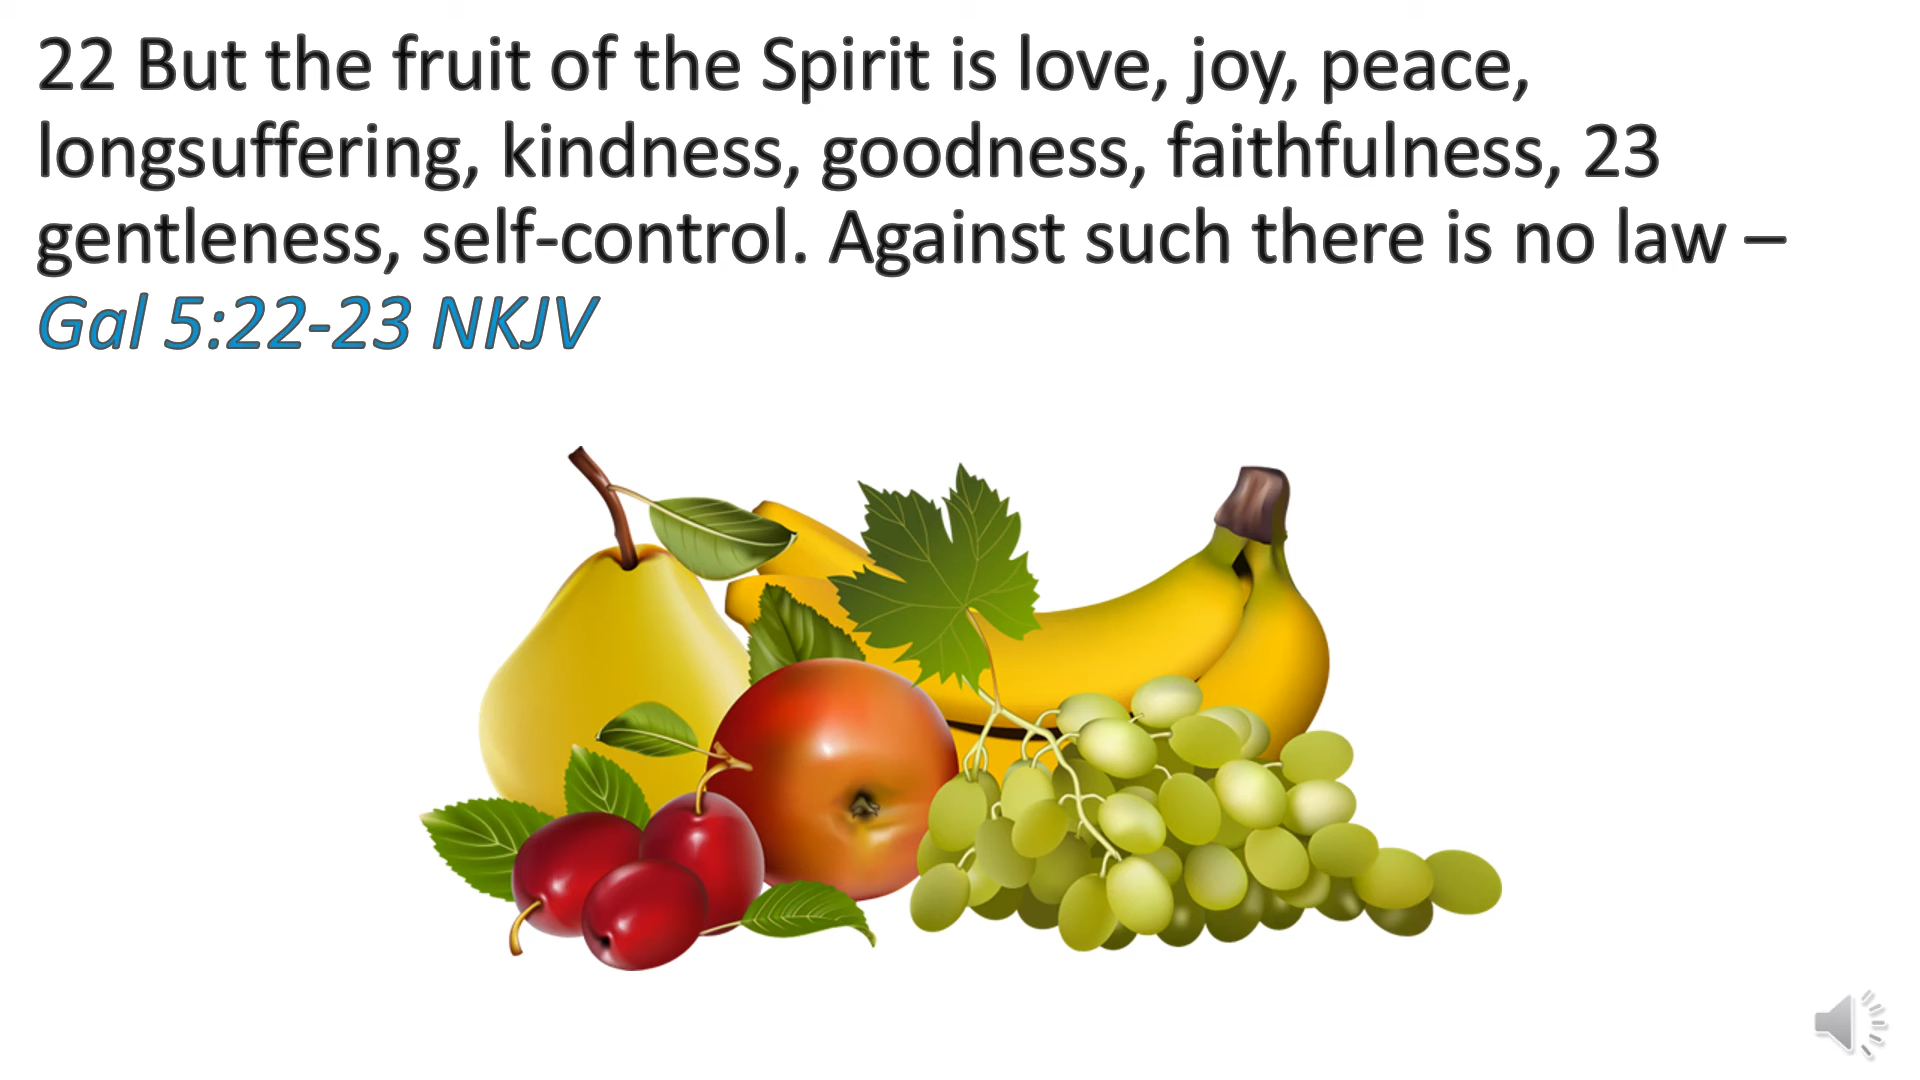 22 But the fruit of the Spirit is love, joy, peace,
longsuffering, kindness, goodness, faithfulness, 23
gentleness, self-control. Against such there is no law –
Gal 5:22-23 NKJV